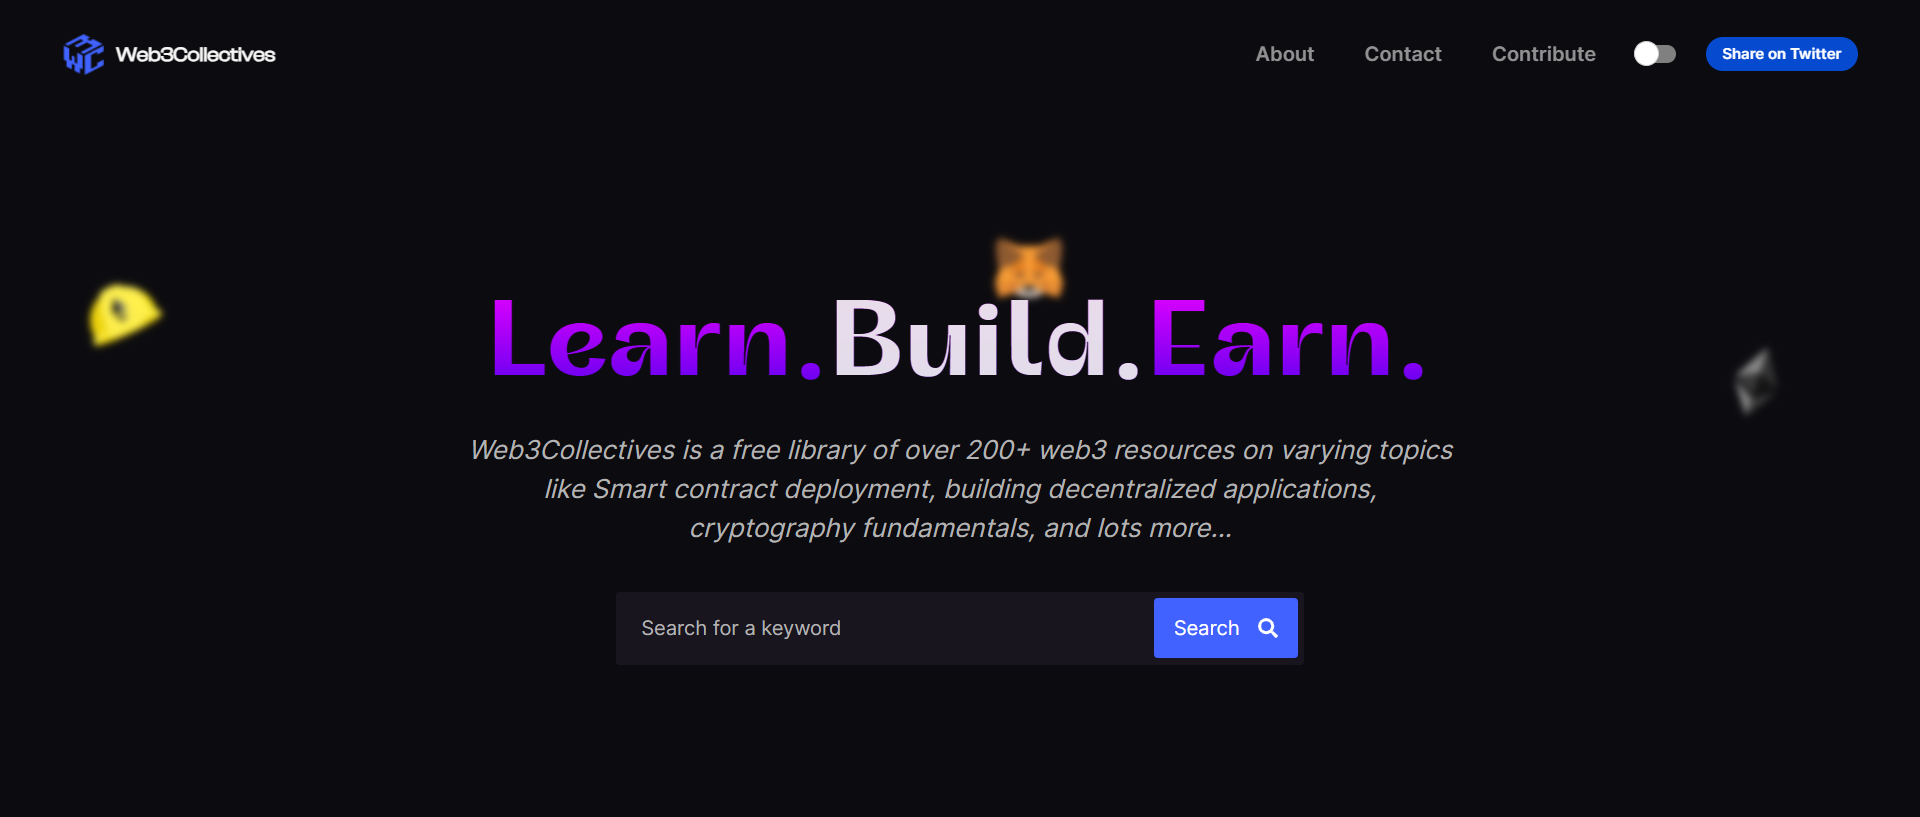 Web3Collectives
About
Contact
Contribute
Share on Twitter
Learn.Build.Earn.
Web3Collectives is a free library of over 200+ web3 resources on varying topics
like Smart contract deployment, building decentralized applications,
cryptography fundamentals, and lots more...
Search for a keyword
Search